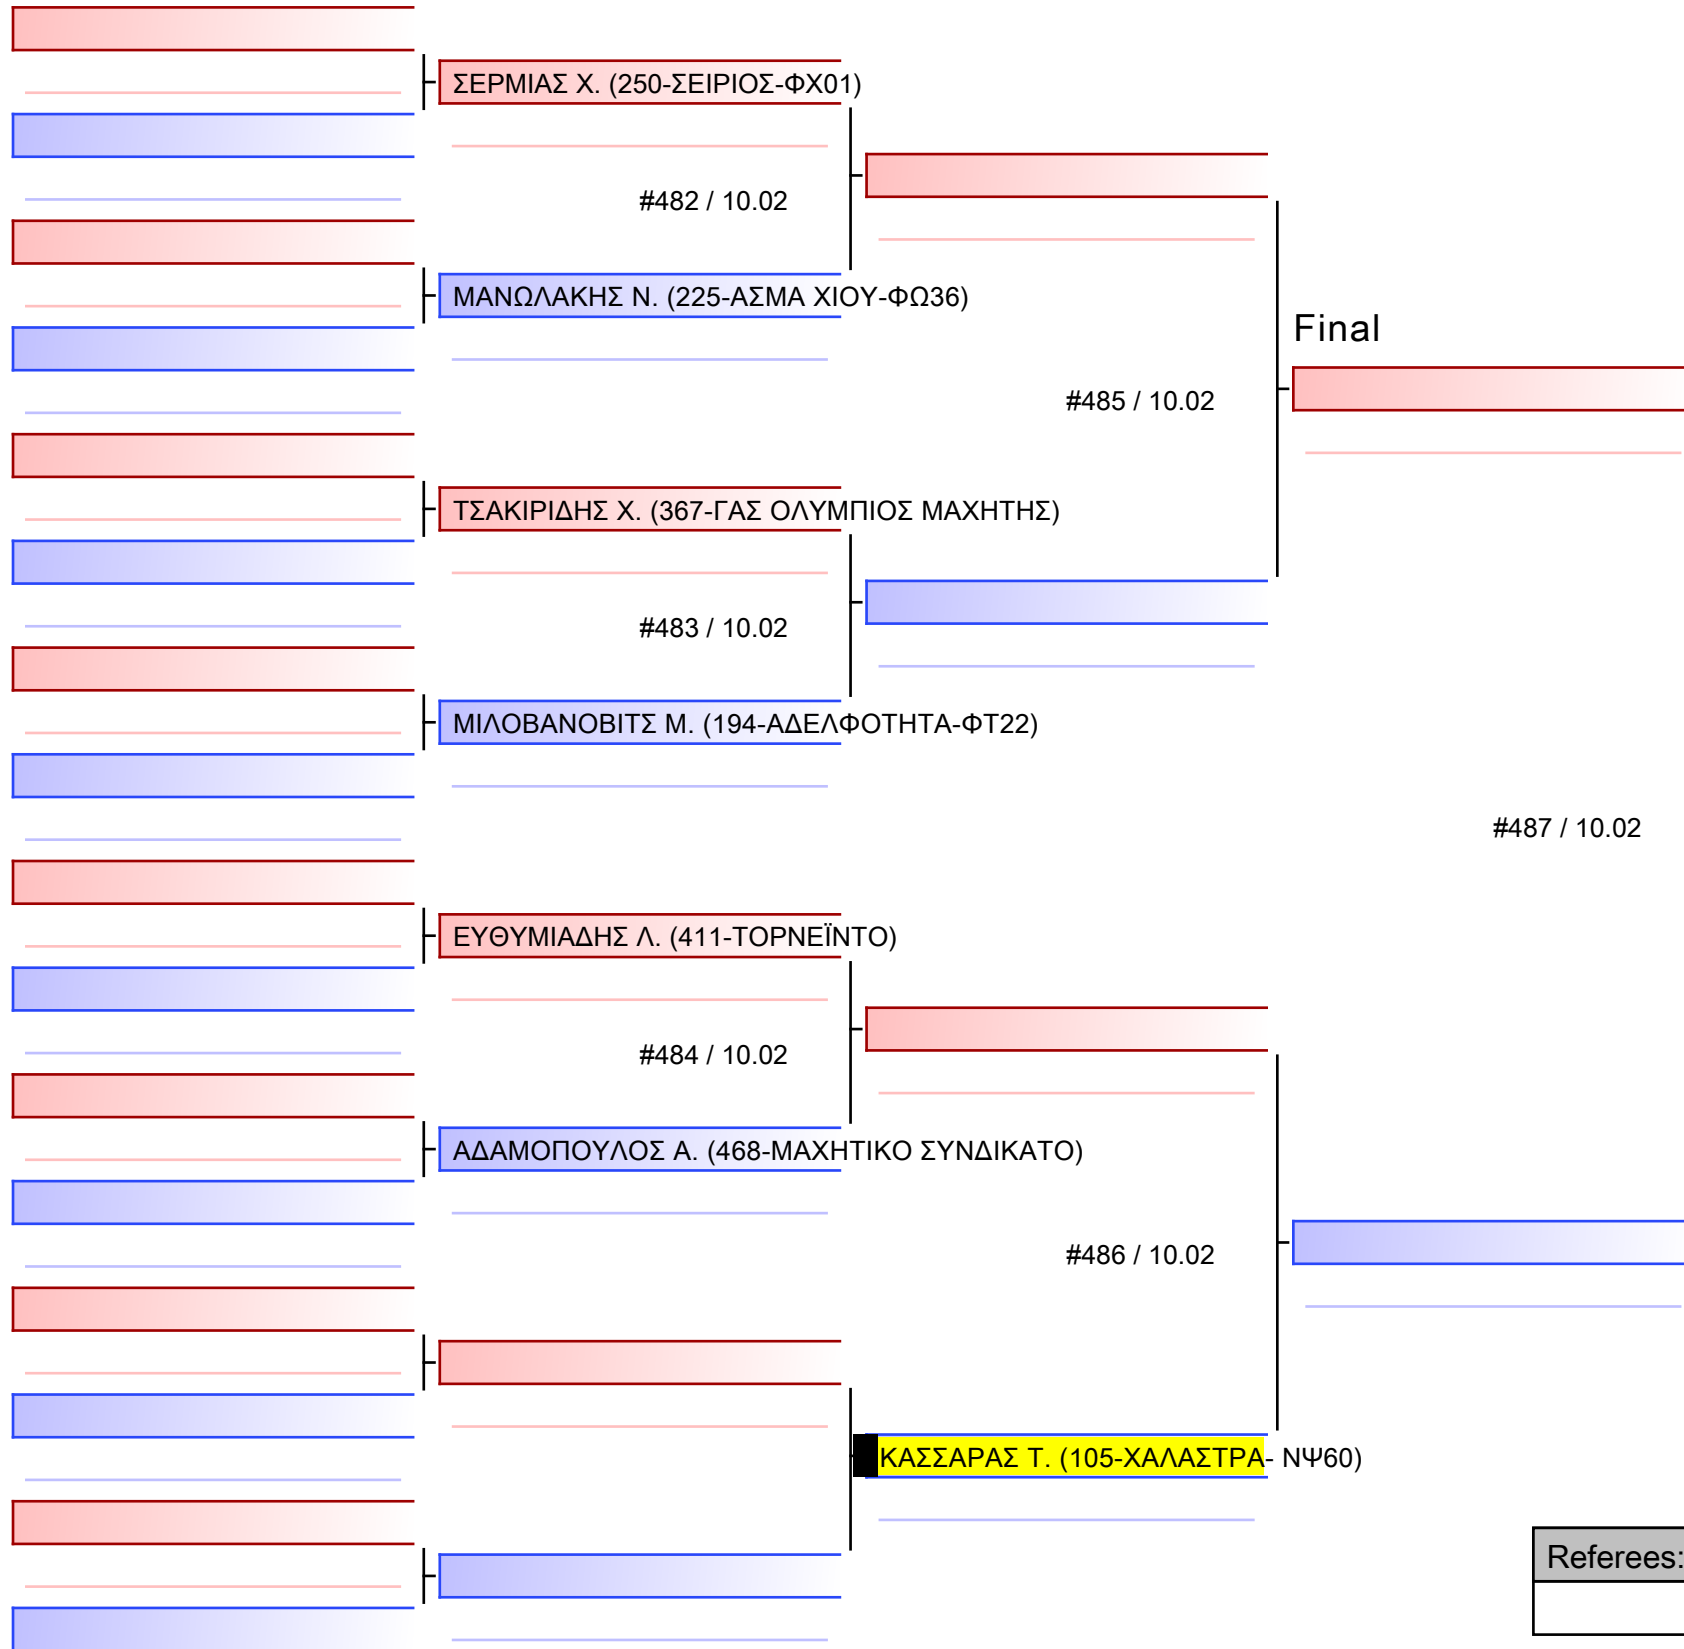 ΣΕΡΜΙΑΣ Χ. (250-ΣΕΙΡΙΟΣ-ΦΧ01)
#482 / 10.02
ΜΑΝΩΛΑΚΗΣ Ν. (225-ΑΣΜΑ ΧΙΟΥ-ΦΩ36)
Final
#485 / 10.02
ΤΣΑΚΙΡΙΔΗΣ Χ. (367-ΓΑΣ ΟΛΥΜΠΙΟΣ ΜΑΧΗΤΗΣ)
#483 / 10.02
ΜΙΛΟΒΑΝΟΒΙΤΣ Μ. (194-ΑΔΕΛΦΟΤΗΤΑ-ΦΤ22)
#487 / 10.02
ΕΥΘΥΜΙΑΔΗΣ Λ. (411-ΤΟΡΝΕΪΝΤΟ)
#484 / 10.02
ΑΔΑΜΟΠΟΥΛΟΣ Α. (468-ΜΑΧΗΤΙΚΟ ΣΥΝΔΙΚΑΤΟ)
#486 / 10.02
ΚΑΣΣΑΡΑΣ Τ. (105-ΧΑΛΑΣΤΡΑ- ΝΨ60)
Referees: